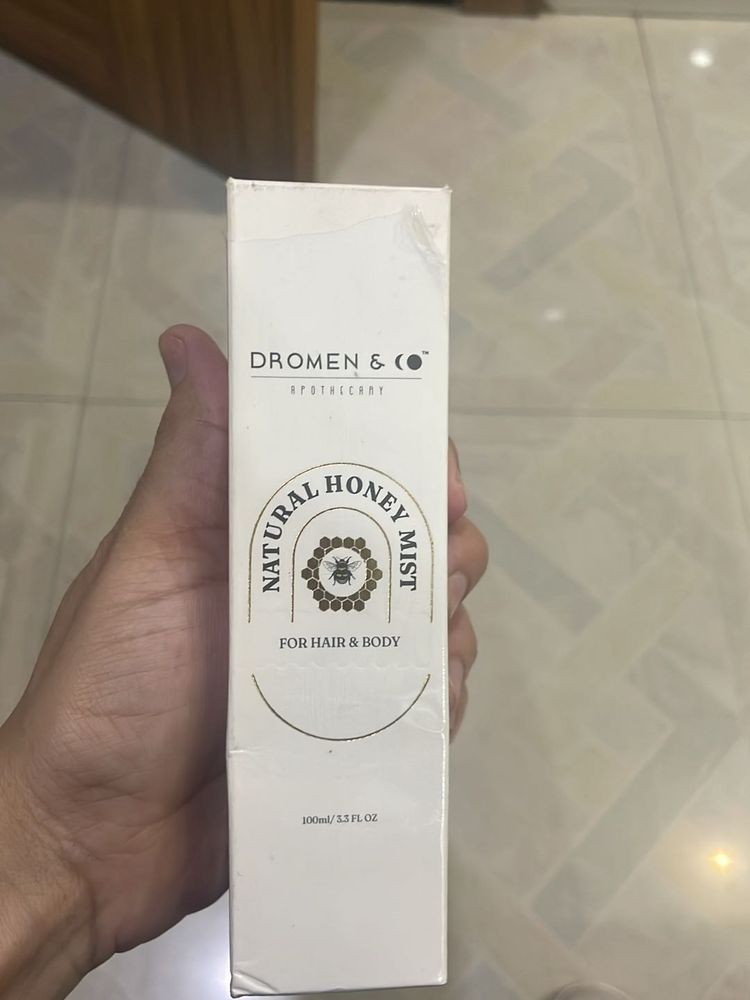 DROMEN & CO™
APOTHECARY
NATURAL HONEY MIST
FOR HAIR & BODY
100ml/ 3.3 FL OZ